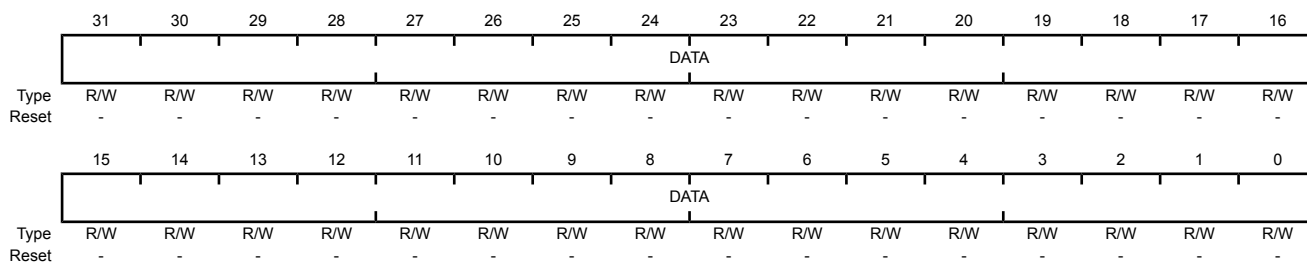 31 30 29 28 27 26 25 24 23 22 21 20 19 18 17 16
DATA
Type R/W R/W R/W R/W R/W R/W R/W R/W R/W R/W R/W R/W R/W R/W R/W R/W
Reset - - - - - - - - - - - - - - - -
15 14 13 12 11 10 9 8 7 6 5 4 3 2 1 0
DATA
Type R/W R/W R/W R/W R/W R/W R/W R/W R/W R/W R/W R/W R/W R/W R/W R/W
Reset - - - - - - - - - - - - - - - -